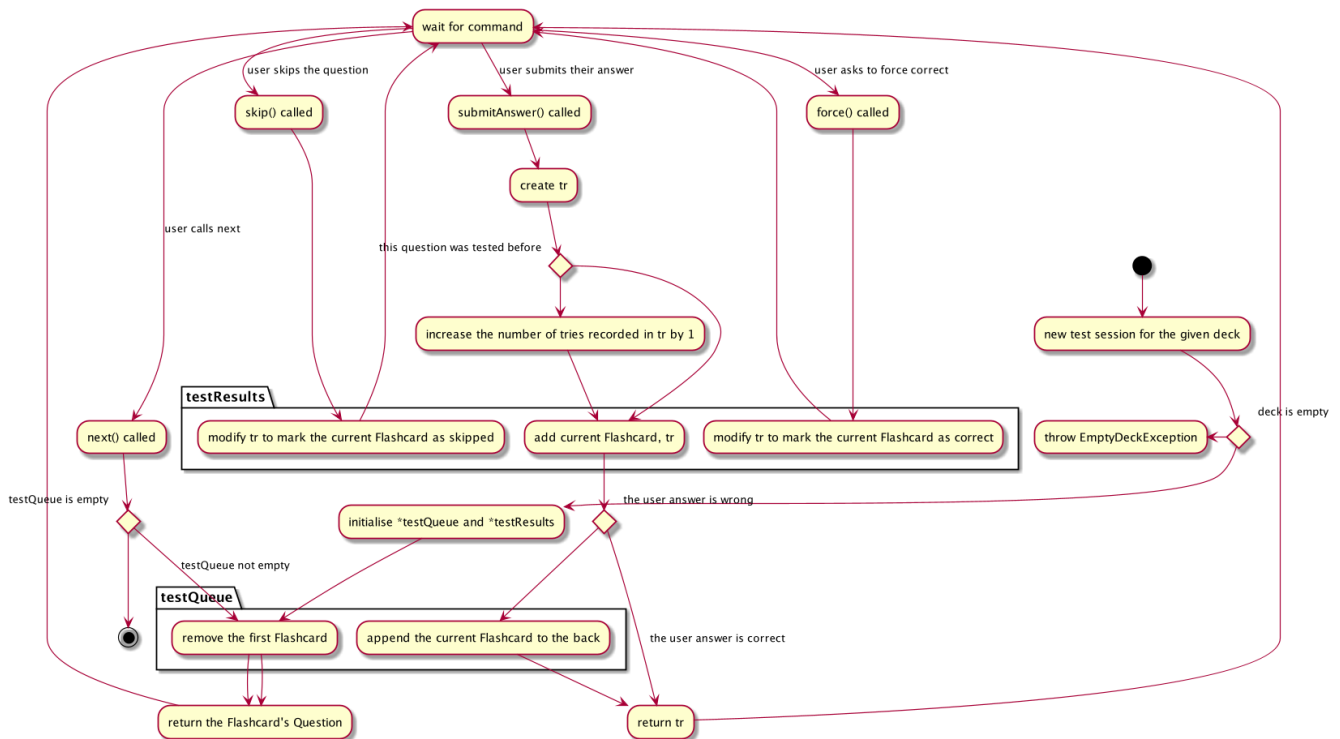 wait for command
user skips the question
user submits their answer
user asks to force correct
skip() called
submitAnswer() called
force() called
create tr
user calls next
this question was tested before
increase the number of tries recorded in tr by 1
new test session for the given deck
testResults
deck is empty
next() called
modify tr to mark the current Flashcard as skipped
add current Flashcard, tr
modify tr to mark the current Flashcard as correct
throw EmptyDeckException
testQueue is empty
the user answer is wrong
initialise *testQueue and *testResults
testQueue not empty
testQueue
remove the first Flashcard
append the current Flashcard to the back
the user answer is correct
return the Flashcard's Question
return tr